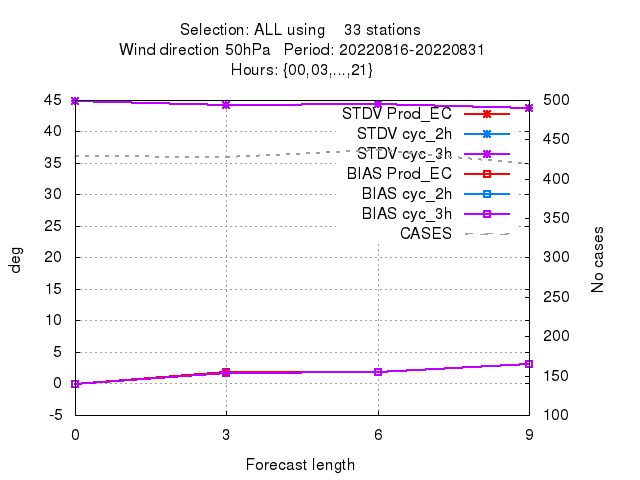 Selection: ALL using    33 stations
Wind direction 50hPa   Period: 20220816-20220831
Hours: {00,03,...,21}
45
40
35
30
25
20
15
10
5
0
-5
500
450
400
350
300
250
200
150
100
deg
No cases
STDV Prod_EC
STDV cyc_2h
STDV cyc_3h
BIAS Prod_EC
BIAS cyc_2h
BIAS cyc_3h
CASES
0
3
6
9
Forecast length